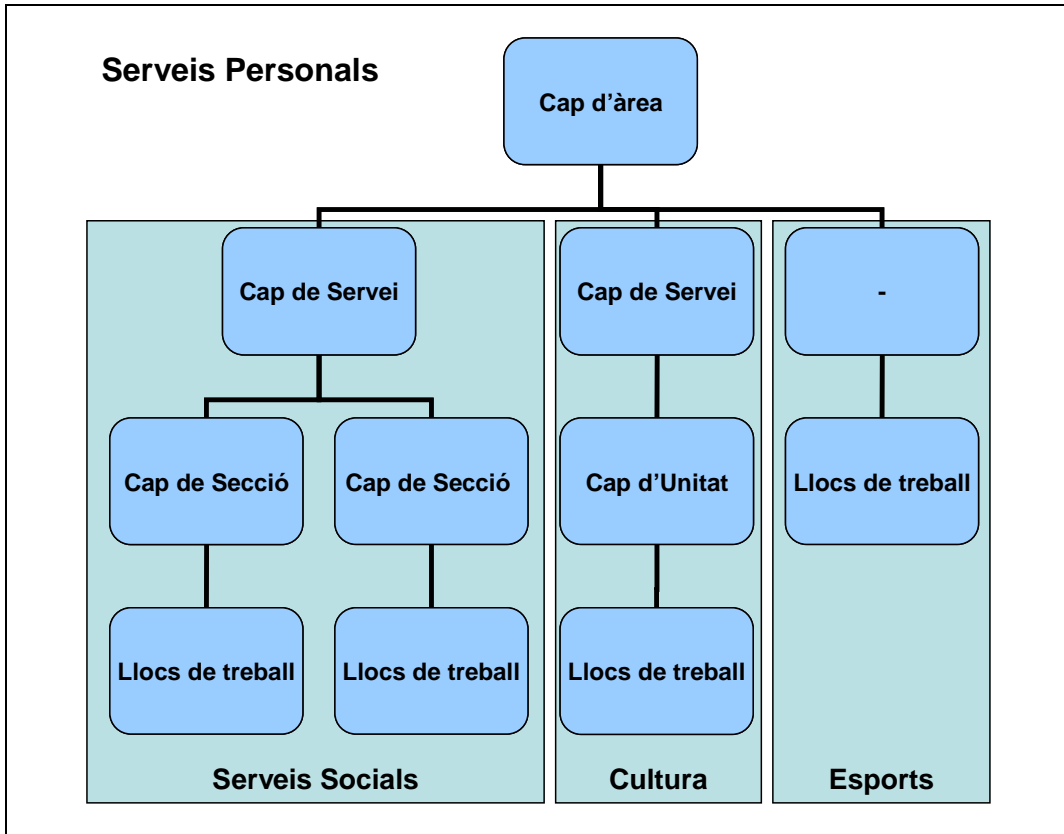 Serveis Personals
Cap d'àrea
Cap de Servei
Cap de Servei
-
Cap de Secció
Cap de Secció
Cap d'Unitat
Llocs de treball
Llocs de treball
Llocs de treball
Llocs de treball
Serveis Socials
Cultura
Esports